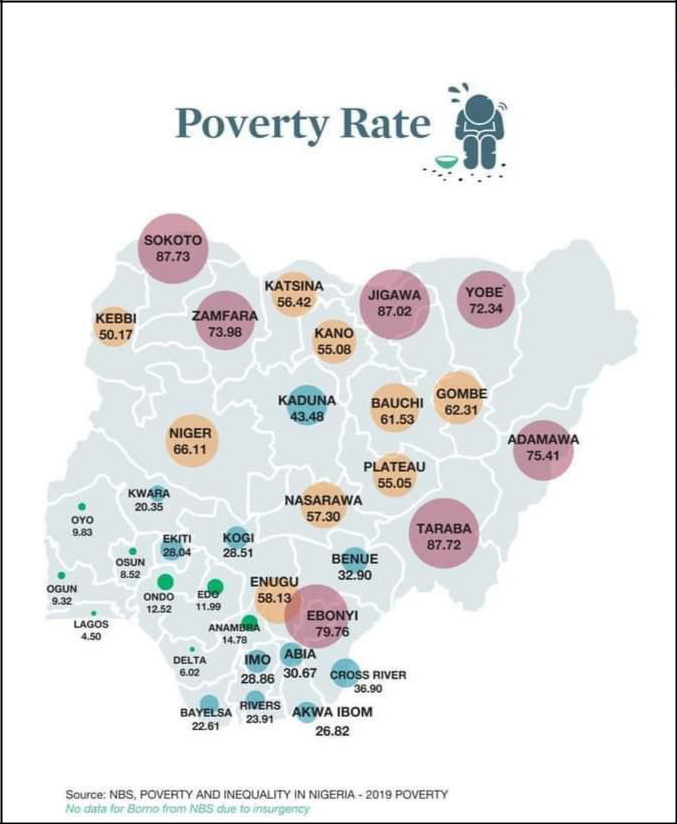 Poverty Rate
SOKOTO
87.73
KATSINA
56.42
JIGAWA
87.02
YOBE
72.34
KEBBI
50.17
ZAMFARA
73.98
KANO
55.08
KADUNA
43.48
BAUCHI
61.53
GOMBE
62.31
NIGER
66.11
ADAMAWA
75.41
PLATEAU
55.05
KWARA
20.35
NASARAWA
57.30
OYO
9.83
TARABA
87.72
EKITI
28.04
KOGI
28.51
OSUN
8.52
BENUE
32.90
OGUN
9.32
ONDO
12.52
EDO
11.99
ENUGU
58.13
EBONYI
79.76
LAGOS
4.50
ANAMBRA
14.78
DELTA
6.02
IMO
28.86
ABIA
30.67
CROSS RIVER
36.90
BAYELSA
22.61
RIVERS
23.91
AKWA IBOM
26.82
Source: NBS, POVERTY AND INEQUALITY IN NIGERIA - 2019 POVERTY
No data for Borno from NBS due to insurgency